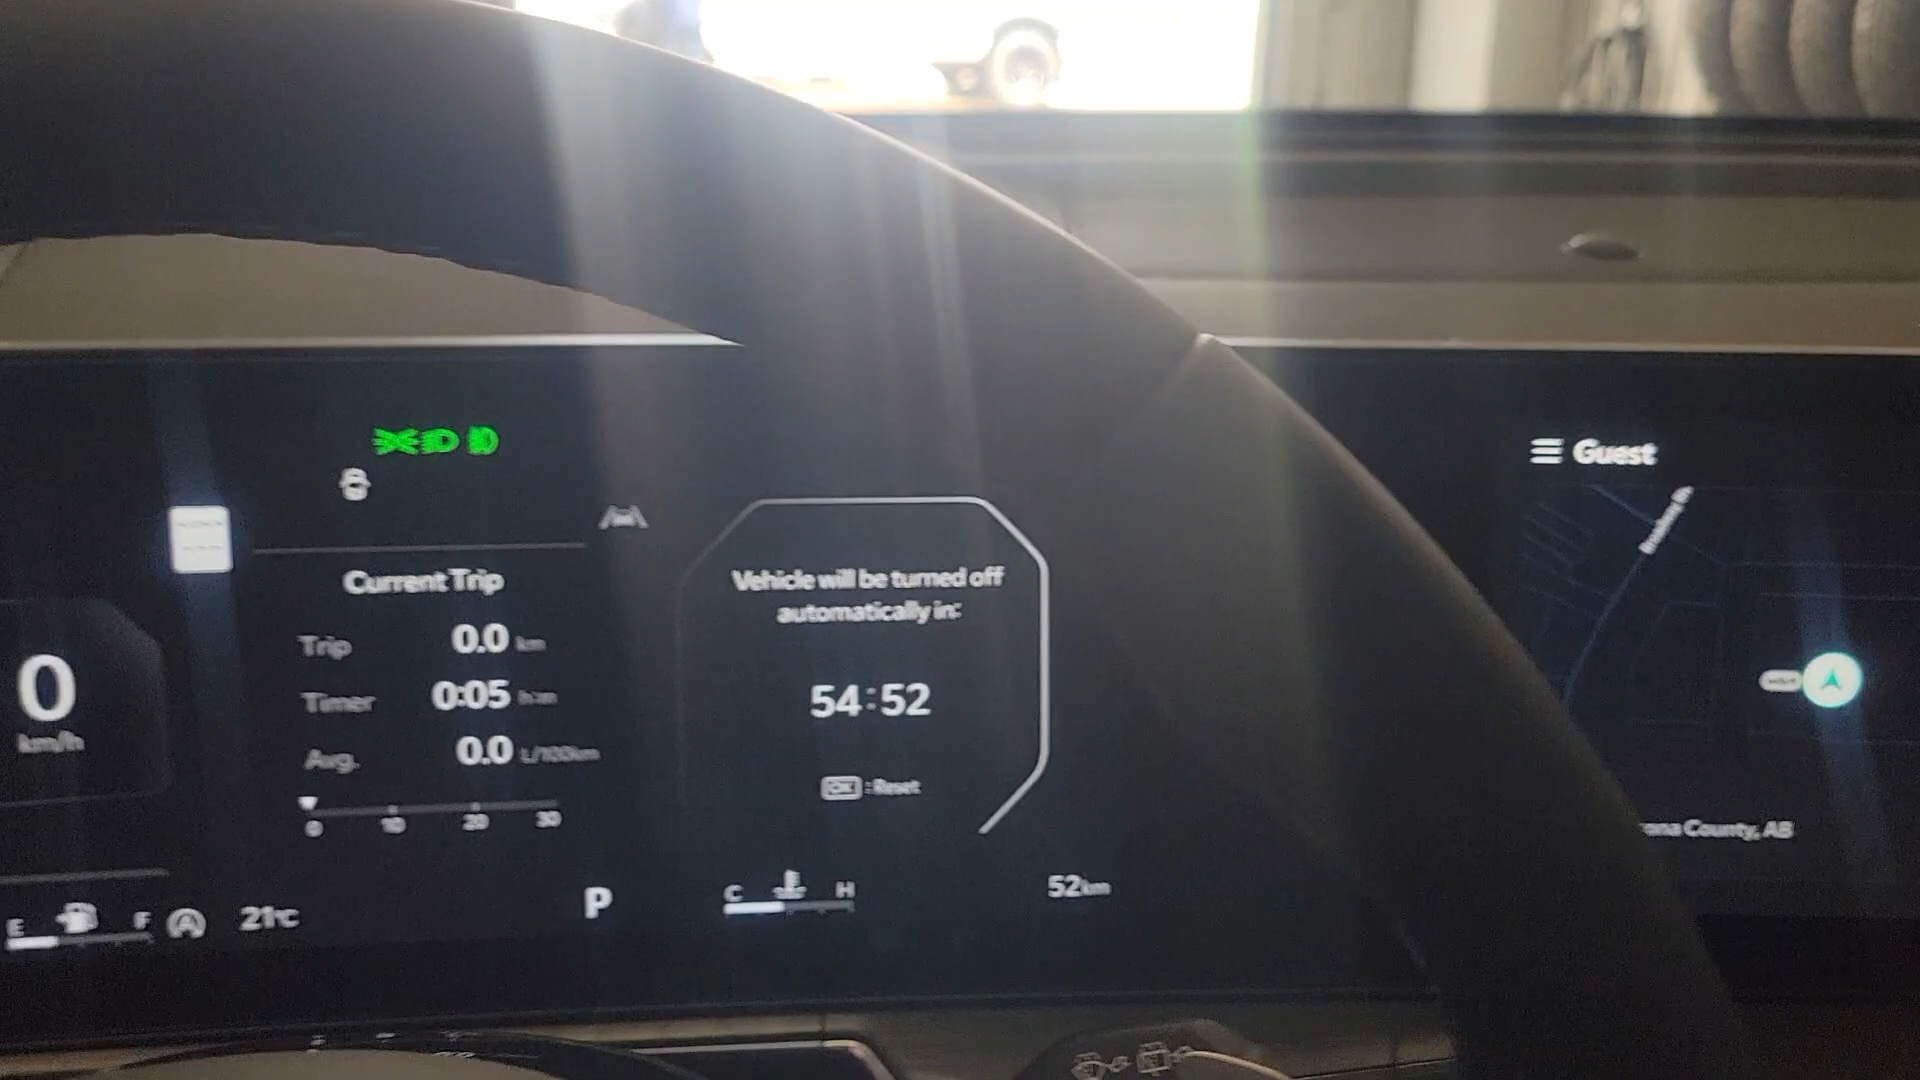 Guest
Current Trip
Trip 0.0 km
Timer 0:05 h:m
Avg. 0.0 L/100km
0 10 20 30
0
km/h
Vehicle will be turned off
automatically in:
54:52
OK : Reset
County, AB
E F A 21°C
P
C H
52km